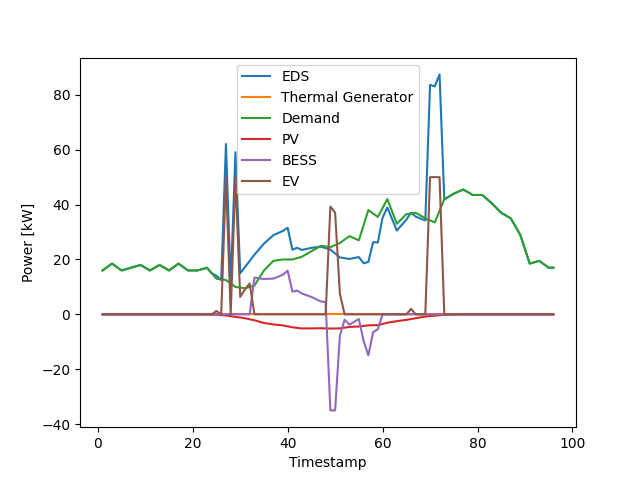 EDS
Thermal Generator
Demand
PV
BESS
EV
Power [kW]
80
60
40
20
0
−20
−40
0 20 40 60 80 100
Timestamp